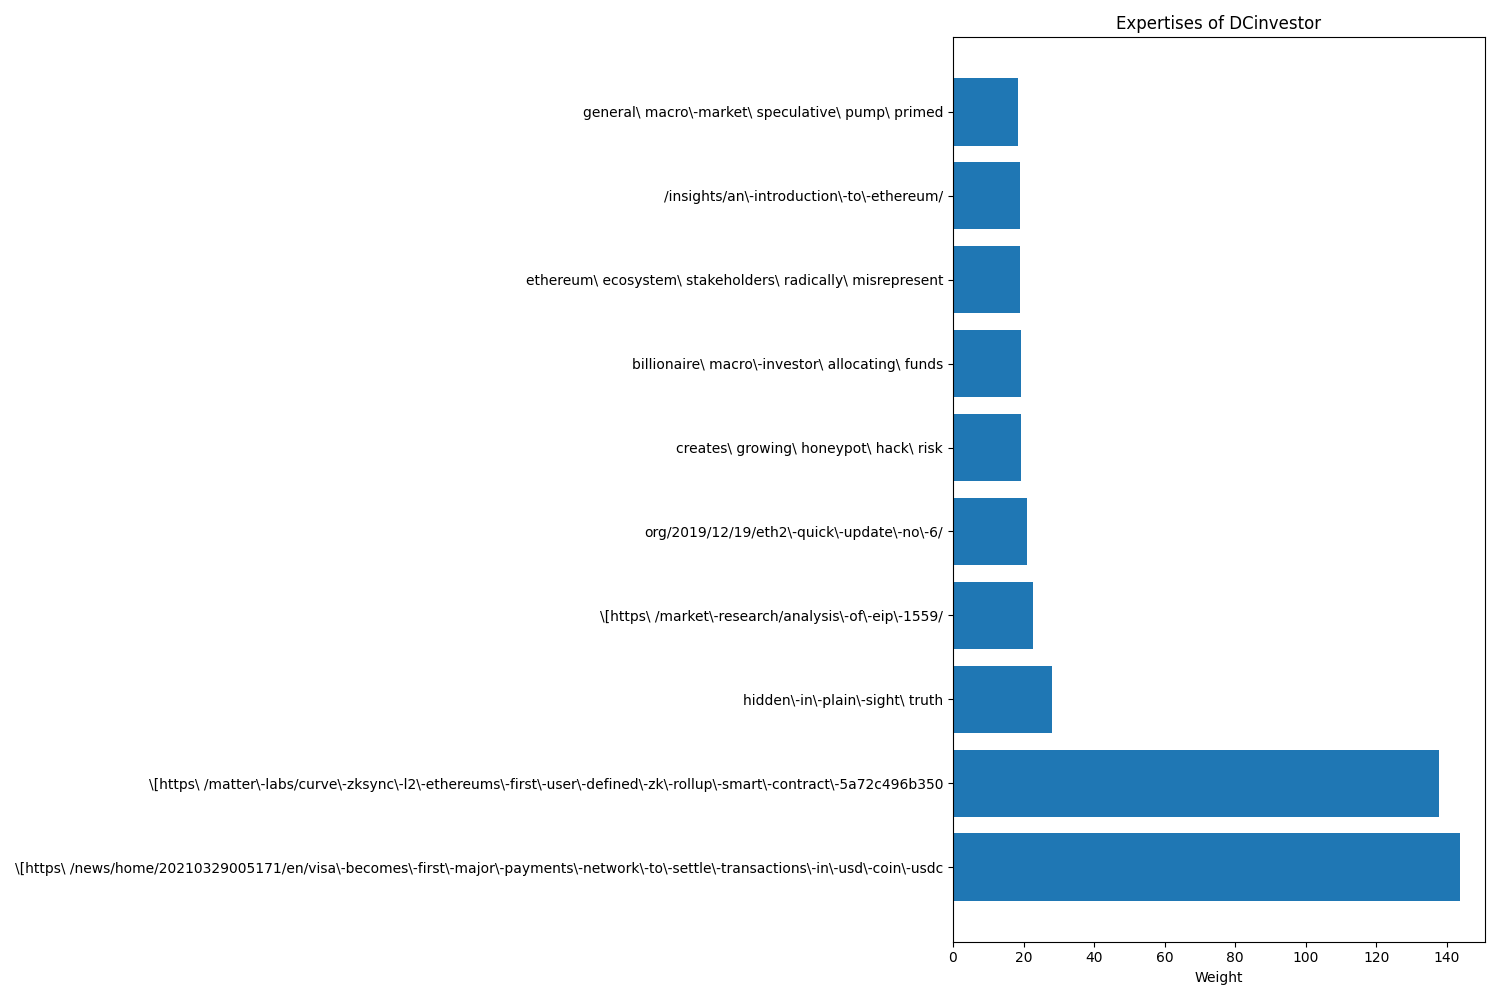 Expertises of DCinvestor
general\ macro\-market\ speculative\ pump\ primed
/insights/an\-introduction\-to\-ethereum/
ethereum\ ecosystem\ stakeholders\ radically\ misrepresent
billionaire\ macro\-investor\ allocating\ funds
creates\ growing\ honeypot\ hack\ risk
org/2019/12/19/eth2\-quick\-update\-no\-6/
\[https\ /market\-research/analysis\-of\-eip\-1559/
hidden\-in\-plain\-sight\ truth
\[https\ /matter\-labs/curve\-zksync\-l2\-ethereums\-first\-user\-defined\-zk\-rollup\-smart\-contract\-5a72c496b350
\[https\ /news/home/20210329005171/en/visa\-becomes\-first\-major\-payments\-network\-to\-settle\-transactions\-in\-usd\-coin\-usdc
0 20 40 60 80 100 120 140
Weight